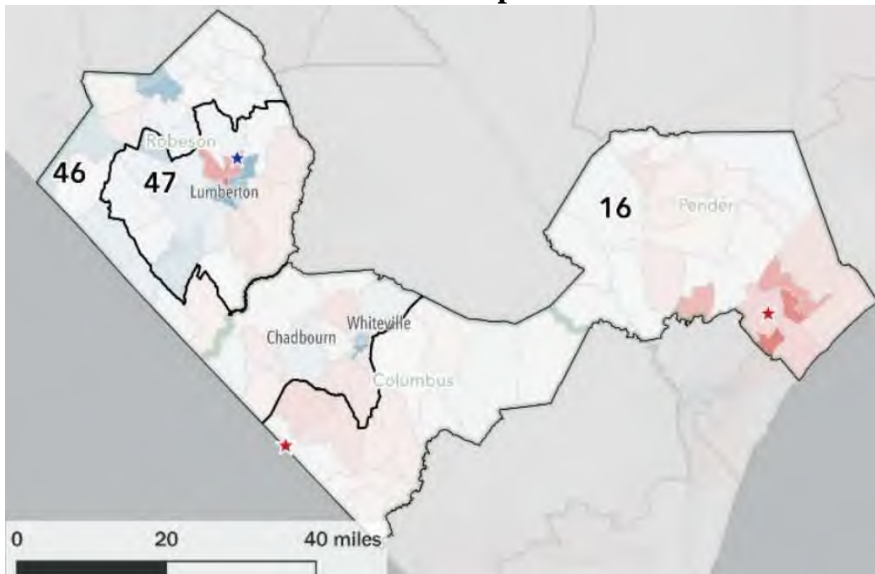 Robeson
46
47
Lumberton
16
Pender
Chadbourn
Whiteville
Columbus
0 20 40 miles